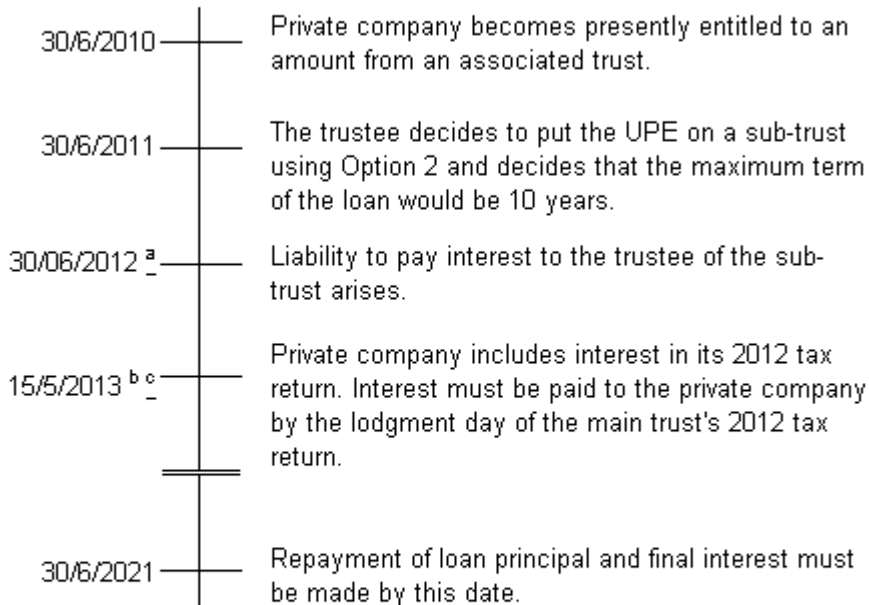 30/6/2010 Private company becomes presently entitled to an
amount from an associated trust.
30/6/2011 The trustee decides to put the UPE on a sub-trust
using Option 2 and decides that the maximum term
of the loan would be 10 years.
30/06/2012 a Liability to pay interest to the trustee of the sub-
trust arises.
Private company includes interest in its 2012 tax
15/5/2013 b c return. Interest must be paid to the private company
by the lodgment day of the main trust's 2012 tax
return.
30/6/2021 Repayment of loan principal and final interest must
be made by this date.